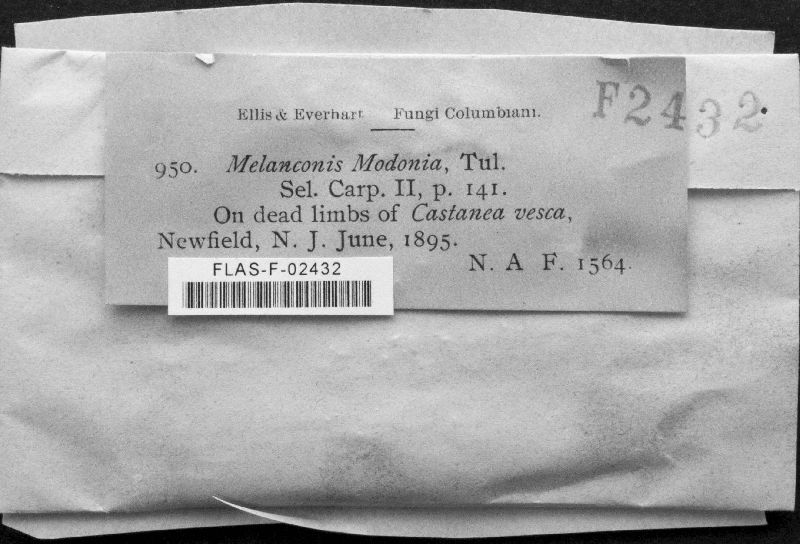 Ellis & Everhart Fungi Columbiani.
F2432
950. Melanconis Modonia, Tul.
Sel. Carp. II, p. 141.
On dead limbs of Castanea vesca,
Newfield, N. J. June, 1895.
N. A F. 1564.
FLAS-F-02432